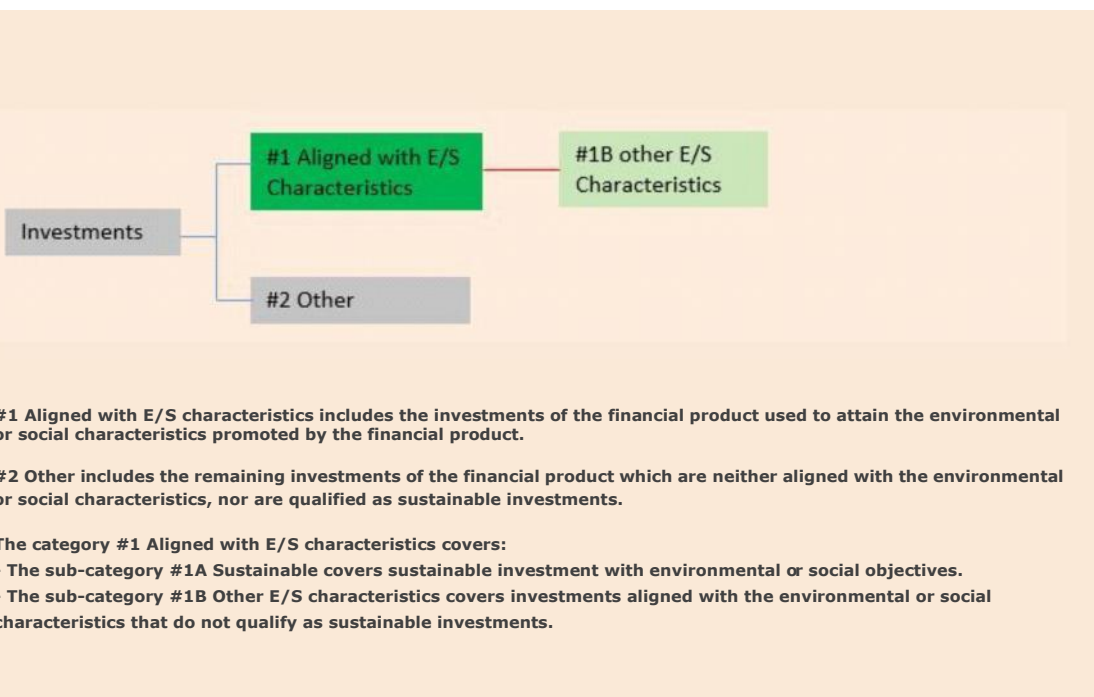 #1 Aligned with E/S
Characteristics
#1B other E/S
Characteristics
Investments
#2 Other
#1 Aligned with E/S characteristics includes the investments of the financial product used to attain the environmental
or social characteristics promoted by the financial product.
#2 Other includes the remaining investments of the financial product which are neither aligned with the environmental
or social characteristics, nor are qualified as sustainable investments.
The category #1 Aligned with E/S characteristics covers:
- The sub-category #1A Sustainable covers sustainable investment with environmental or social objectives.
- The sub-category #1B Other E/S characteristics covers investments aligned with the environmental or social
characteristics that do not qualify as sustainable investments.